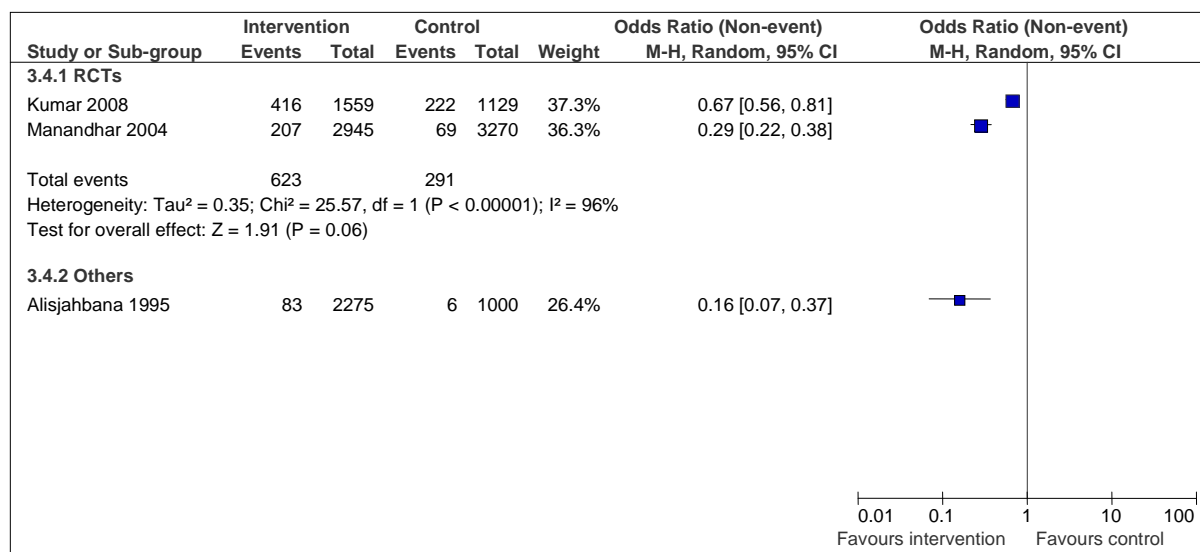 Intervention Control Odds Ratio (Non-event) Odds Ratio (Non-event)
Study or Sub-group Events Total Events Total Weight M-H, Random, 95% CI M-H, Random, 95% CI
3.4.1 RCTs
Kumar 2008 416 1559 222 1129 37.3% 0.67 [0.56, 0.81]
Manandhar 2004 207 2945 69 3270 36.3% 0.29 [0.22, 0.38]
Total events 623 291
Heterogeneity: Tau² = 0.35; Chi² = 25.57, df = 1 (P < 0.00001); I² = 96%
Test for overall effect: Z = 1.91 (P = 0.06)
3.4.2 Others
Alisjahbana 1995 83 2275 6 1000 26.4% 0.16 [0.07, 0.37]
0.01 0.1 1 10 100
Favours intervention Favours control